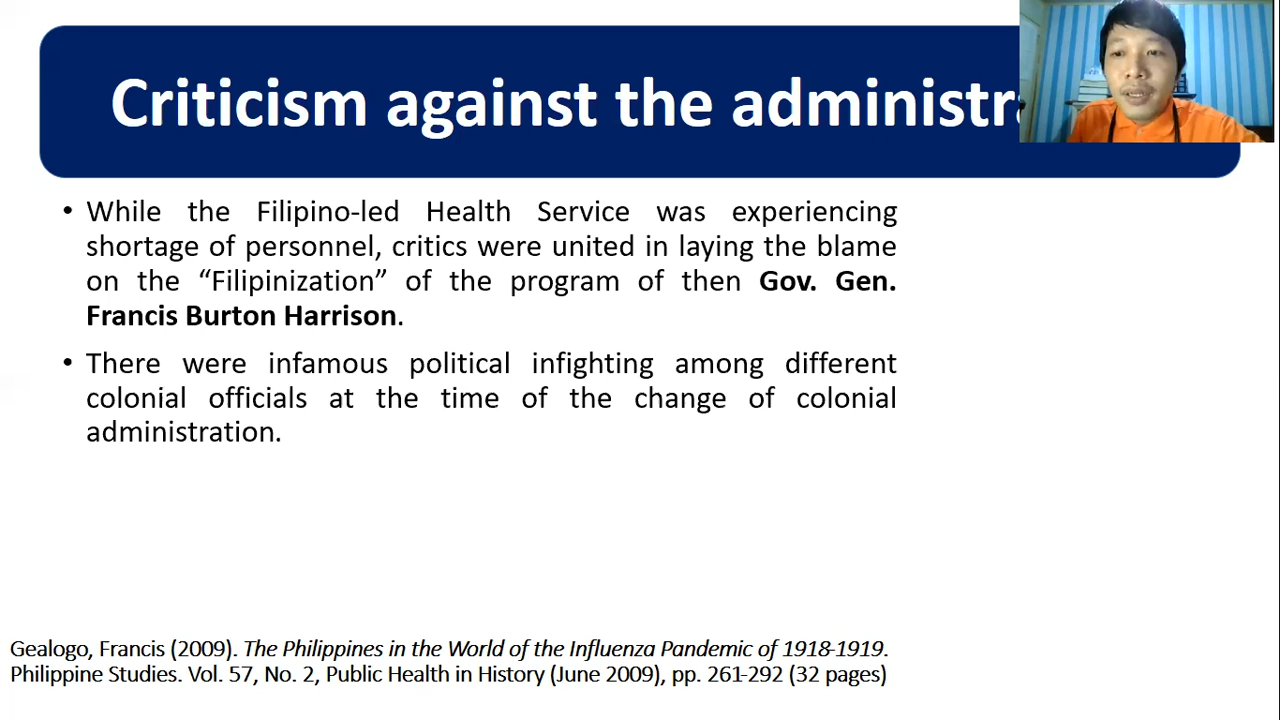 Criticism against the administra
• While the Filipino-led Health Service was experiencing
shortage of personnel, critics were united in laying the blame
on the “Filipinization” of the program of then Gov. Gen.
Francis Burton Harrison.
• There were infamous political infighting among different
colonial officials at the time of the change of colonial
administration.
Gealogo, Francis (2009). The Philippines in the World of the Influenza Pandemic of 1918-1919.
Philippine Studies. Vol. 57, No. 2, Public Health in History (June 2009), pp. 261-292 (32 pages)